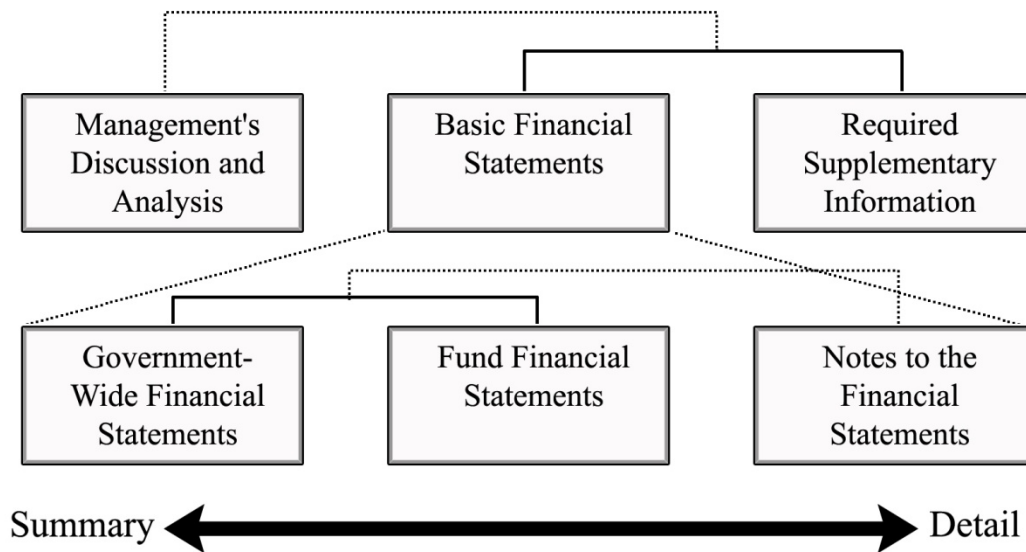 Management's
Discussion and
Analysis
Basic Financial
Statements
Required
Supplementary
Information
Government-
Wide Financial
Statements
Fund Financial
Statements
Notes to the
Financial
Statements
Summary
Detail